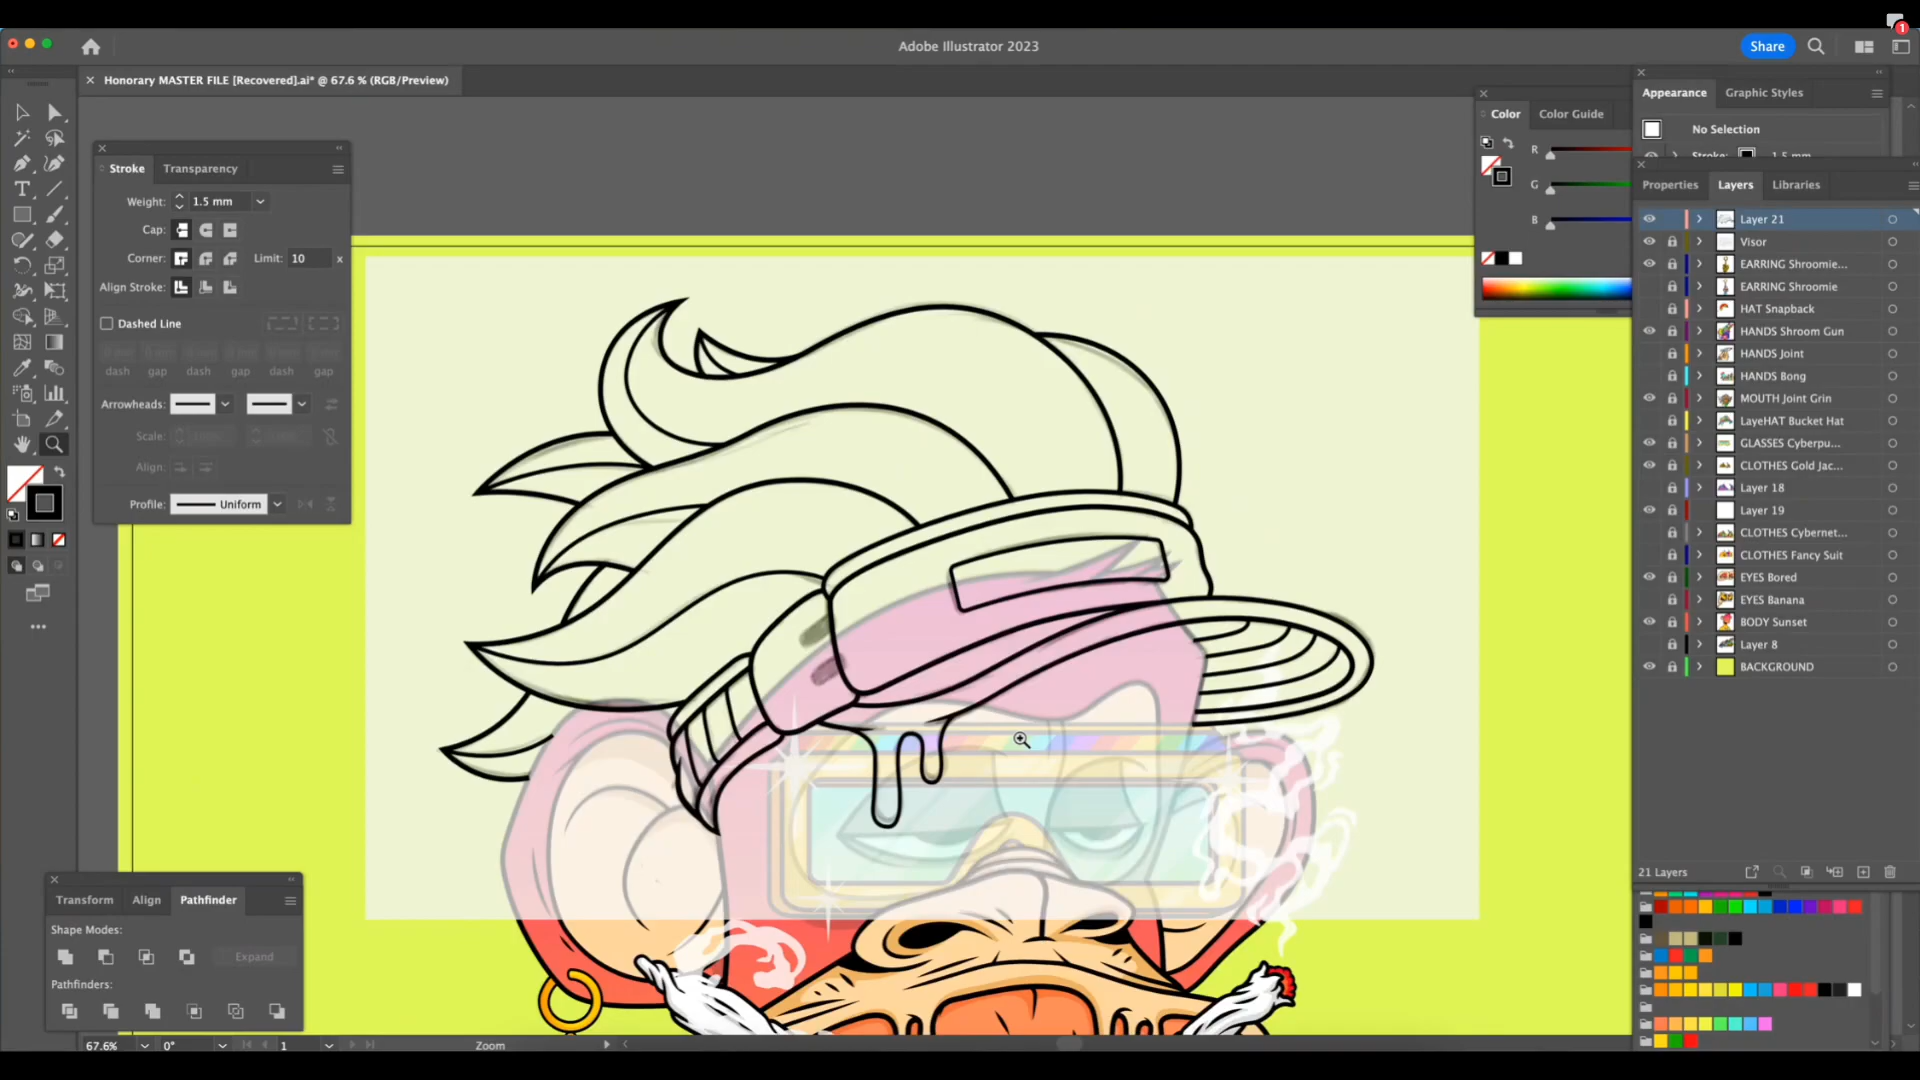 1
Adobe Illustrator 2023
Share
Honorary MASTER FILE [Recovered].ai* @ 67.6 % (RGB/Preview)
Stroke
Transparency
Weight:
1.5 mm
Cap:
Corner:
Limit:
10
x
Align Stroke:
Dashed Line
dash
gap
dash
gap
dash
gap
Arrowheads:
Scale:
Align:
Profile:
Uniform
Color
Color Guide
R
G
B
Appearance
Graphic Styles
No Selection
Stroke:
1.5 mm
Properties
Layers
Libraries
Layer 21
Visor
EARRING Shroomie...
EARRING Shroomie
HAT Snapback
HANDS Shroom Gun
HANDS Joint
HANDS Bong
MOUTH Joint Grin
LayeHAT Bucket Hat
GLASSES Cyberpu...
CLOTHES Gold Jac...
Layer 18
Layer 19
CLOTHES Cybernet...
CLOTHES Fancy Suit
EYES Bored
EYES Banana
BODY Sunset
Layer 8
BACKGROUND
21 Layers
Transform
Align
Pathfinder
Shape Modes:
Expand
Pathfinders:
67.6%
0°
1
Zoom